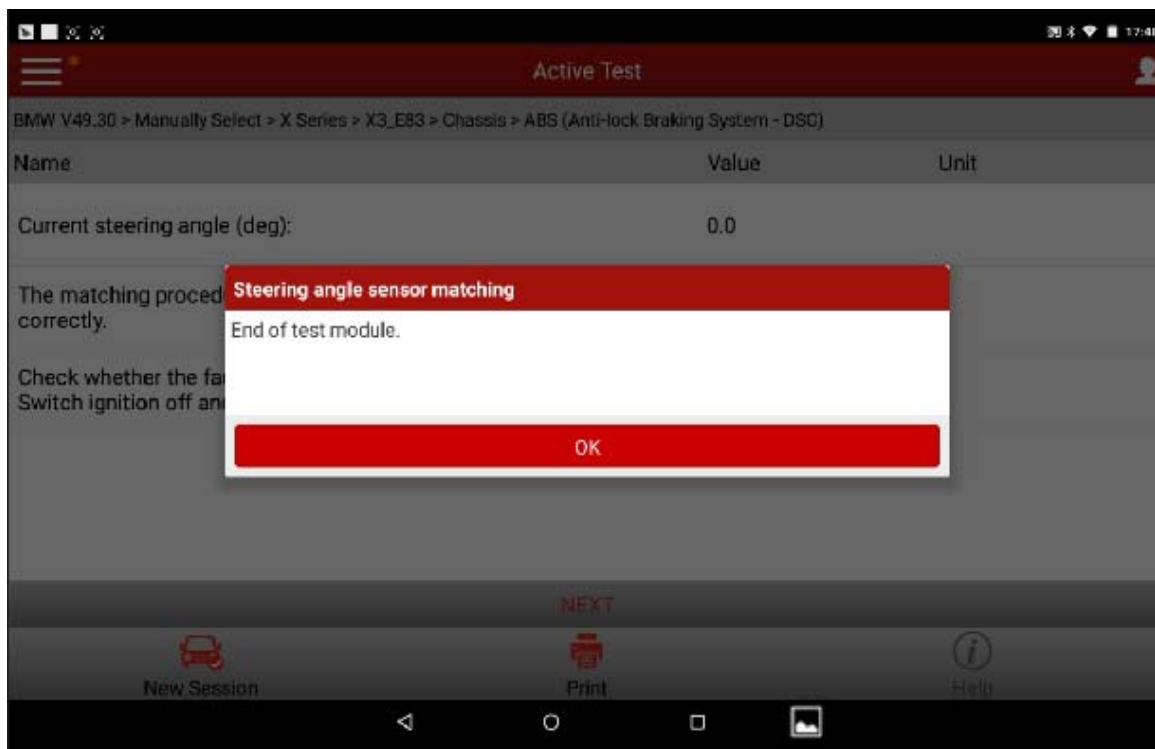 17:48
Active Test
BMW V49.30 > Manually Select > X Series > X3_E83 > Chassis > ABS (Anti-lock Braking System - DSC)
Name Value Unit
Current steering angle (deg): 0.0
The matching proced
correctly.
Check whether the fa
Switch ignition off an
Steering angle sensor matching
End of test module.
OK
NEXT
New Session Print Help